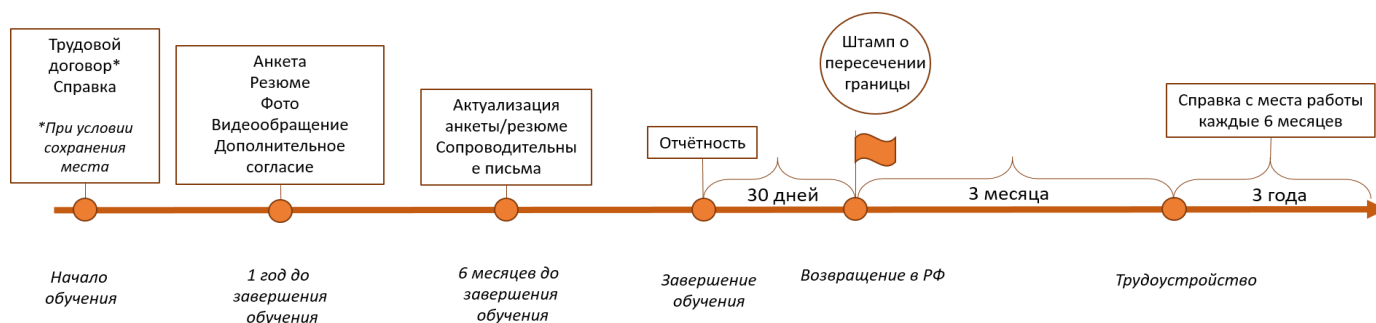 Трудовой
договор*
Справка
*При условии
сохранения
места
Анкета
Резюме
Фото
Видеообращение
Дополнительное
согласие
Актуализация
анкеты/резюме
Сопроводительны
е письма
Отчётность
Штамп о
пересечении
границы
Справка с места работы
каждые 6 месяцев
30 дней
3 месяца
3 года
Начало
обучения
1 год до
завершения
обучения
6 месяцев до
завершения
обучения
Завершение
обучения
Возвращение в РФ
Трудоустройство